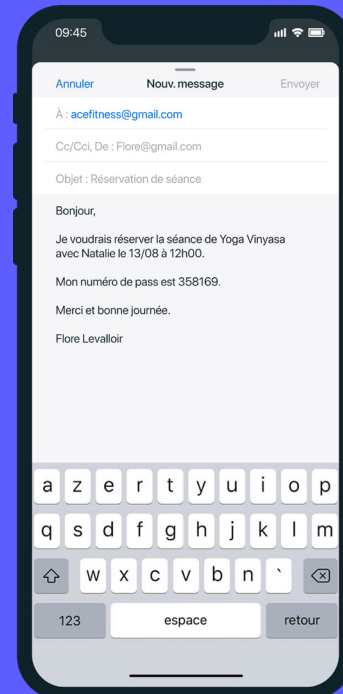 09:45
Annuler Nouv. message Envoyer
À : acefitness@gmail.com
Cc/Cci, De : Flore@gmail.com
Objet : Réservation de séance
Bonjour,
Je voudrais réserver la séance de Yoga Vinyasa
avec Natalie le 13/08 à 12h00.
Mon numéro de pass est 358169.
Merci et bonne journée.
Flore Levalloir
a z e r t y u i o p
q s d f g h j k l m
w x c v b n `
123 espace retour